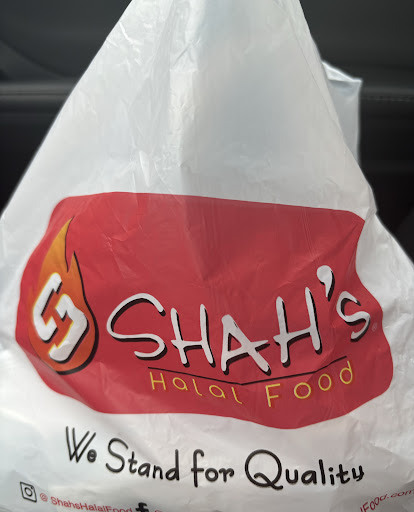 SHAH's
Halal Food
We Stand for Quality
@ShahsHalalFood